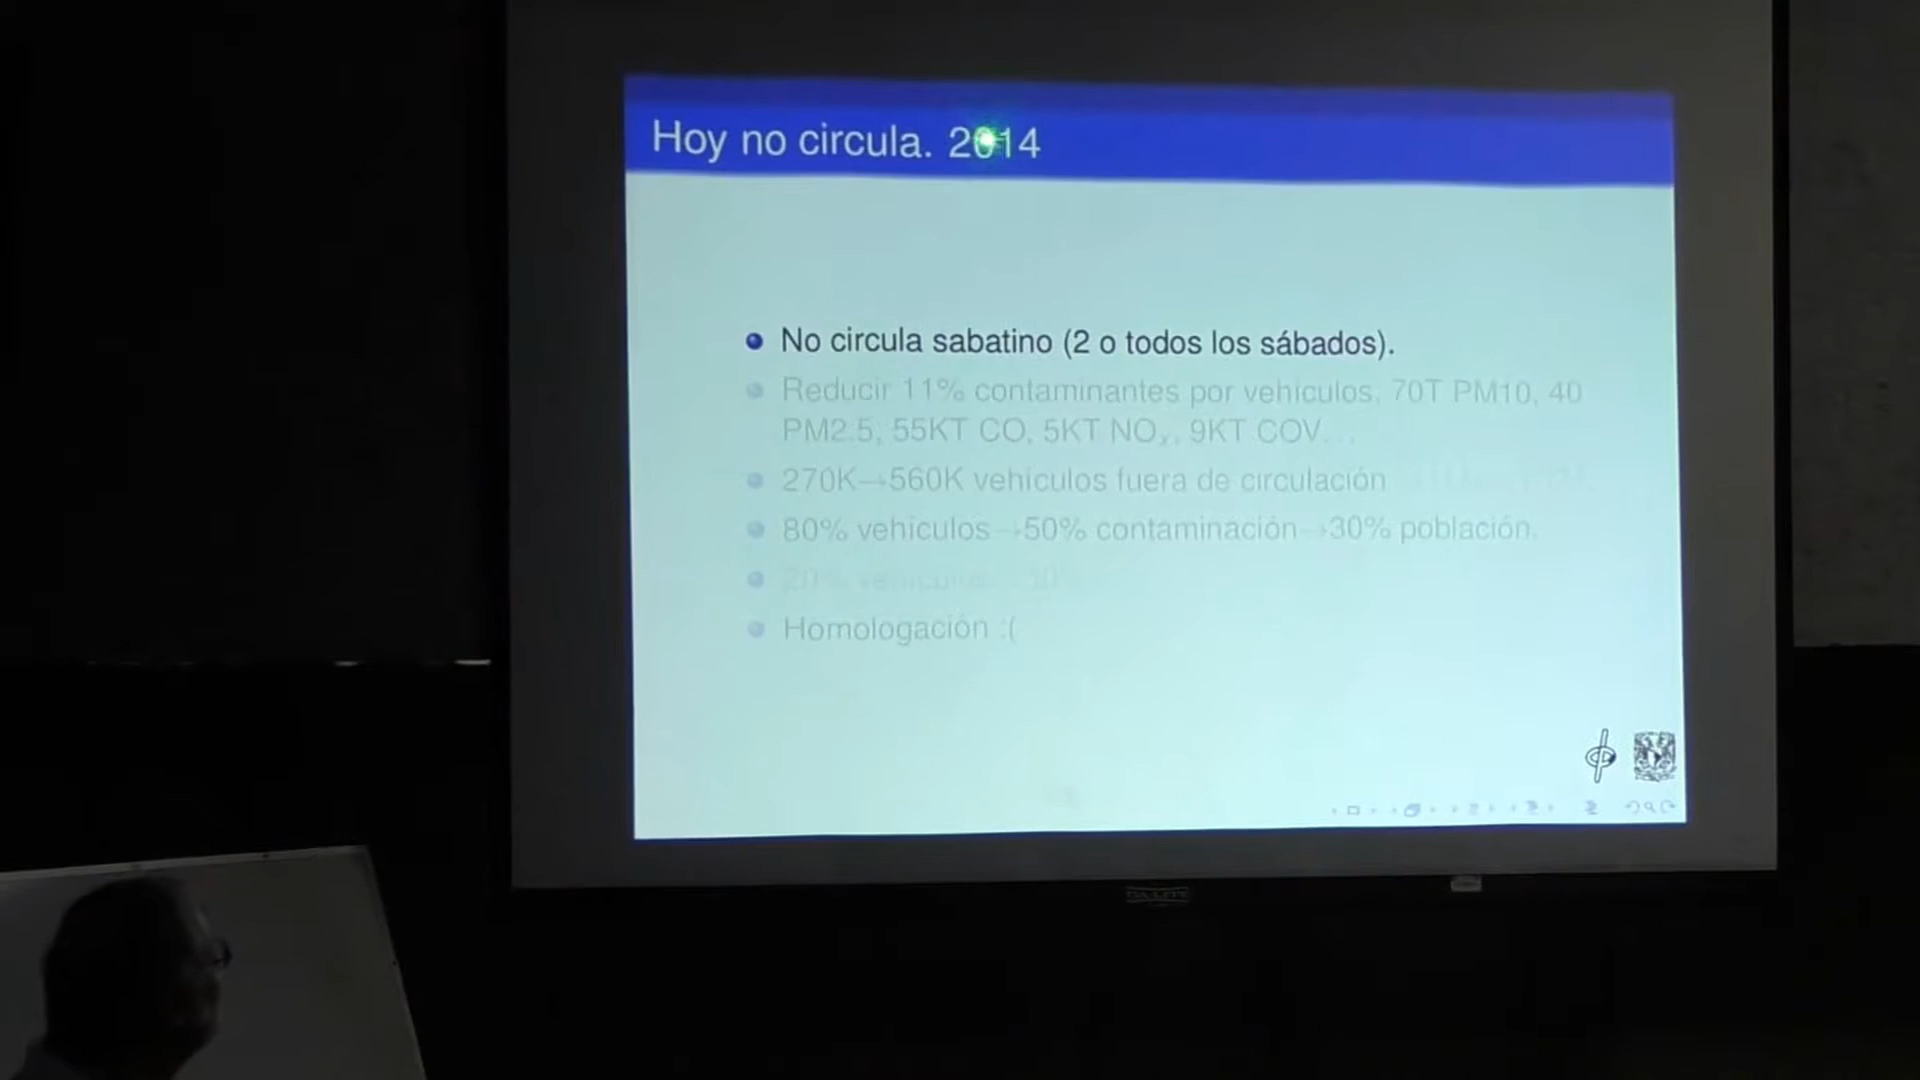 Hoy no circula. 2014
No circula sabatino (2 o todos los sábados).
Reducir 11% contaminantes por vehículos, 70T PM10, 40
PM2.5, 55KT CO, 5KT NOₓ, 9KT COV...
270K→560K vehículos fuera de circulación
80% vehículos→50% contaminación→30% población.
20% vehículos
Homologación :(